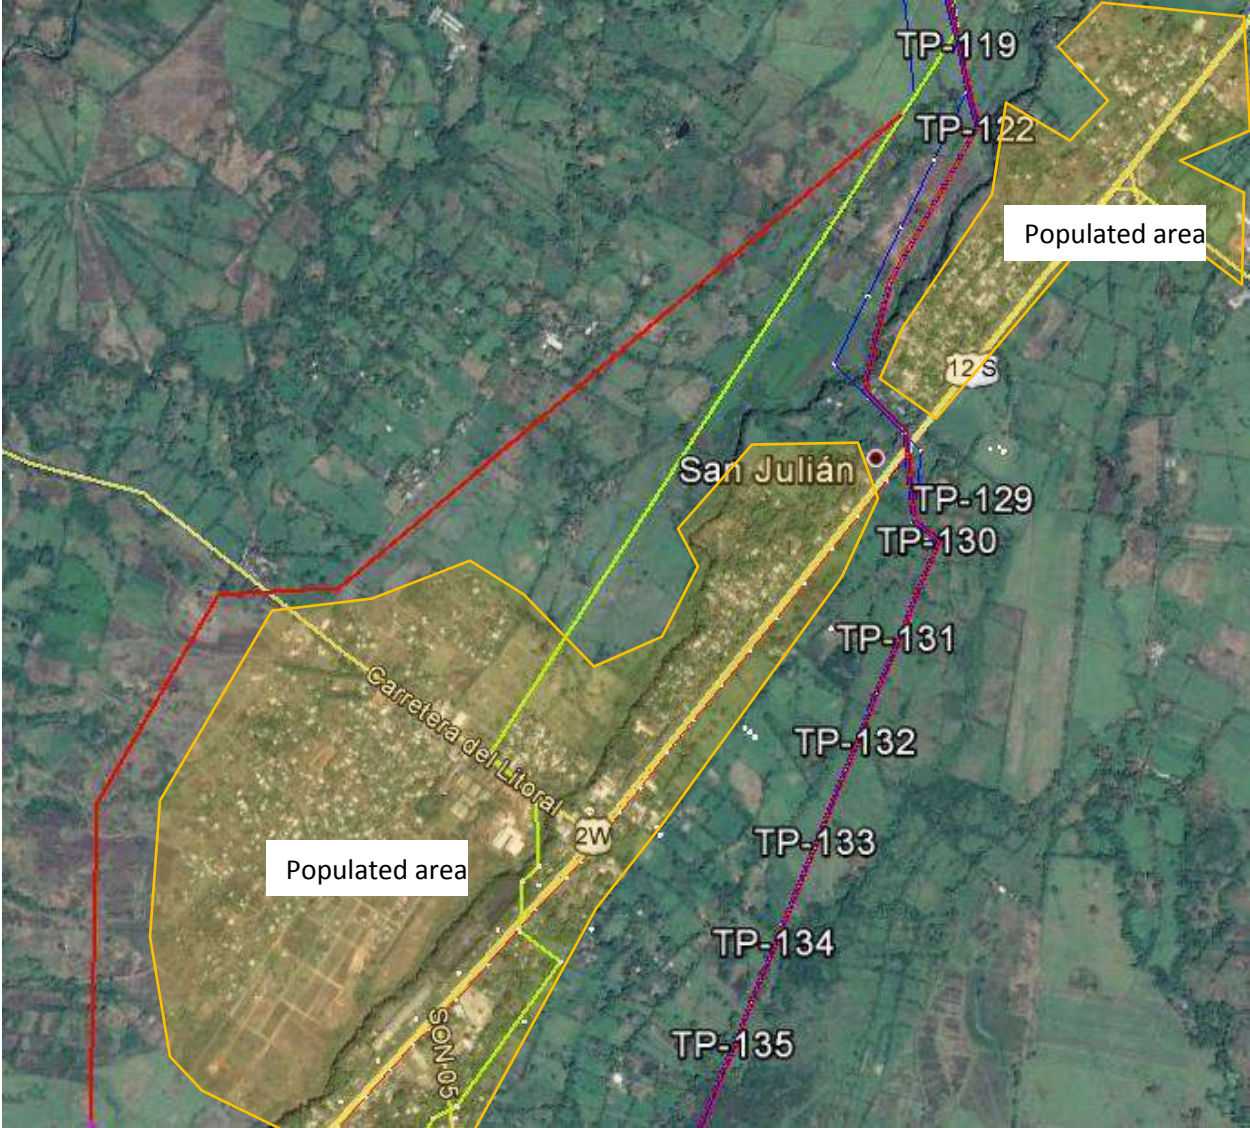 TP-119
TP-122
Populated area
12 S
San Julián
TP-129
TP-130
TP-131
Carretera del Litoral
TP-132
2W
TP-133
Populated area
TP-134
SON-05
TP-135